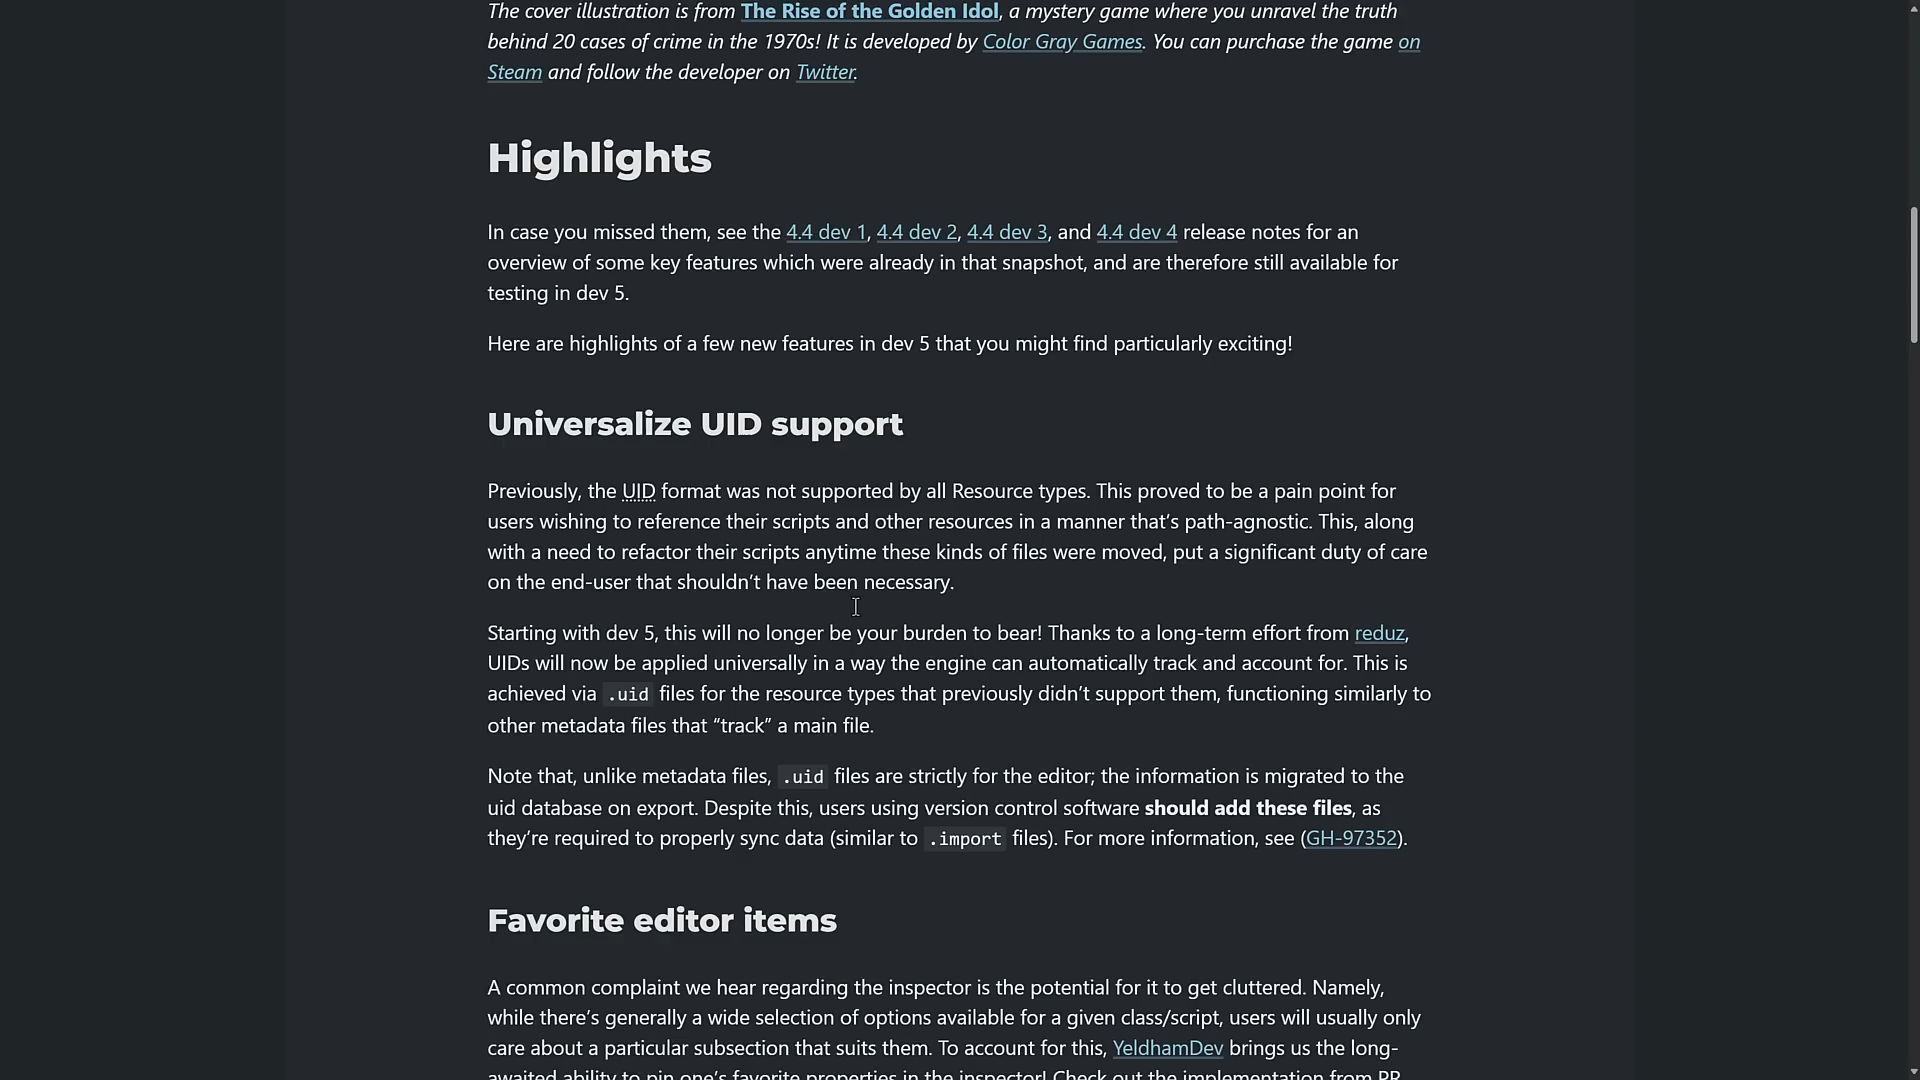 The cover illustration is from The Rise of the Golden Idol, a mystery game where you unravel the truth
behind 20 cases of crime in the 1970s! It is developed by Color Gray Games. You can purchase the game on
Steam and follow the developer on Twitter.
Highlights
In case you missed them, see the 4.4 dev 1, 4.4 dev 2, 4.4 dev 3, and 4.4 dev 4 release notes for an
overview of some key features which were already in that snapshot, and are therefore still available for
testing in dev 5.
Here are highlights of a few new features in dev 5 that you might find particularly exciting!
Universalize UID support
Previously, the UID format was not supported by all Resource types. This proved to be a pain point for
users wishing to reference their scripts and other resources in a manner that’s path-agnostic. This, along
with a need to refactor their scripts anytime these kinds of files were moved, put a significant duty of care
on the end-user that shouldn’t have been necessary.
Starting with dev 5, this will no longer be your burden to bear! Thanks to a long-term effort from reduz,
UIDs will now be applied universally in a way the engine can automatically track and account for. This is
achieved via .uid files for the resource types that previously didn’t support them, functioning similarly to
other metadata files that “track” a main file.
Note that, unlike metadata files, .uid files are strictly for the editor; the information is migrated to the
uid database on export. Despite this, users using version control software should add these files, as
they’re required to properly sync data (similar to .import files). For more information, see (GH-97352).
Favorite editor items
A common complaint we hear regarding the inspector is the potential for it to get cluttered. Namely,
while there’s generally a wide selection of options available for a given class/script, users will usually only
care about a particular subsection that suits them. To account for this, YeldhamDev brings us the long-
awaited ability to pin one’s favorite properties in the inspector! Check out the implementation from PR